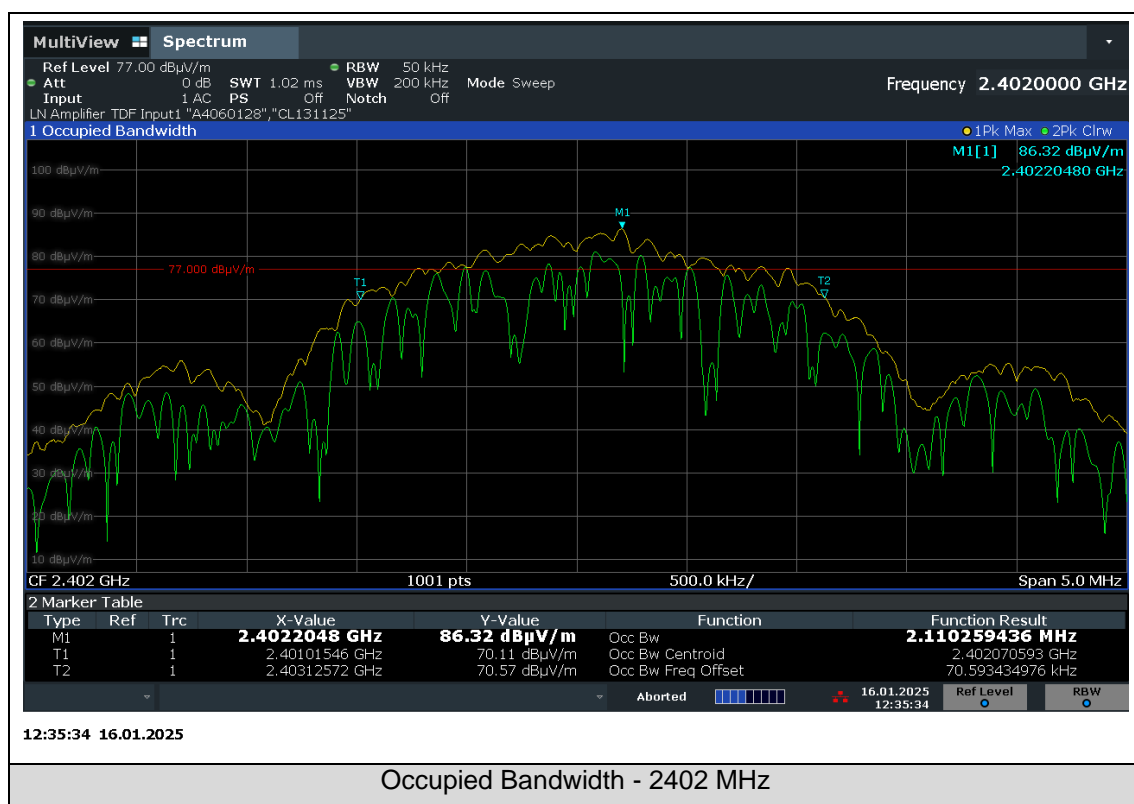 MultiView Spectrum
Ref Level 77.00 dBµV/m RBW 50 kHz
Att 0 dB SWT 1.02 ms VBW 200 kHz Mode Sweep Frequency 2.4020000 GHz
Input 1 AC PS Off Notch Off
LN Amplifier TDF Input1 "A4060128","CL131125"
1 Occupied Bandwidth 1Pk Max 2Pk Clrw
M1[1] 86.32 dBµV/m
2.40220480 GHz
100 dBµV/m
90 dBµV/m
M1
80 dBµV/m
77.000 dBµV/m
T1 T2
70 dBµV/m
60 dBµV/m
50 dBµV/m
40 dBµV/m
30 dBµV/m
20 dBµV/m
10 dBµV/m
CF 2.402 GHz 1001 pts 500.0 kHz/ Span 5.0 MHz
2 Marker Table
Type Ref Trc X-Value Y-Value Function Function Result
M1 1 2.4022048 GHz 86.32 dBµV/m Occ Bw 2.110259436 MHz
T1 1 2.40101546 GHz 70.11 dBµV/m Occ Bw Centroid 2.402070593 GHz
T2 1 2.40312572 GHz 70.57 dBµV/m Occ Bw Freq Offset 70.593434976 kHz
Aborted 16.01.2025 Ref Level RBW
12:35:34
12:35:34 16.01.2025
Occupied Bandwidth - 2402 MHz